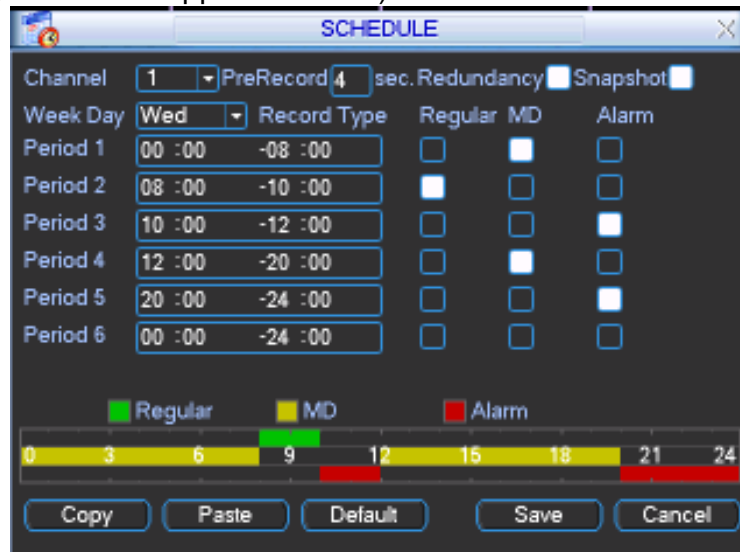 SCHEDULE
Channel 1 PreRecord 4 sec. Redundancy Snapshot
Week Day Wed Record Type Regular MD Alarm
Period 1 00 :00 -08 :00
Period 2 08 :00 -10 :00
Period 3 10 :00 -12 :00
Period 4 12 :00 -20 :00
Period 5 20 :00 -24 :00
Period 6 00 :00 -24 :00
Regular MD Alarm
0 3 6 9 12 15 18 21 24
Copy Paste Default Save Cancel